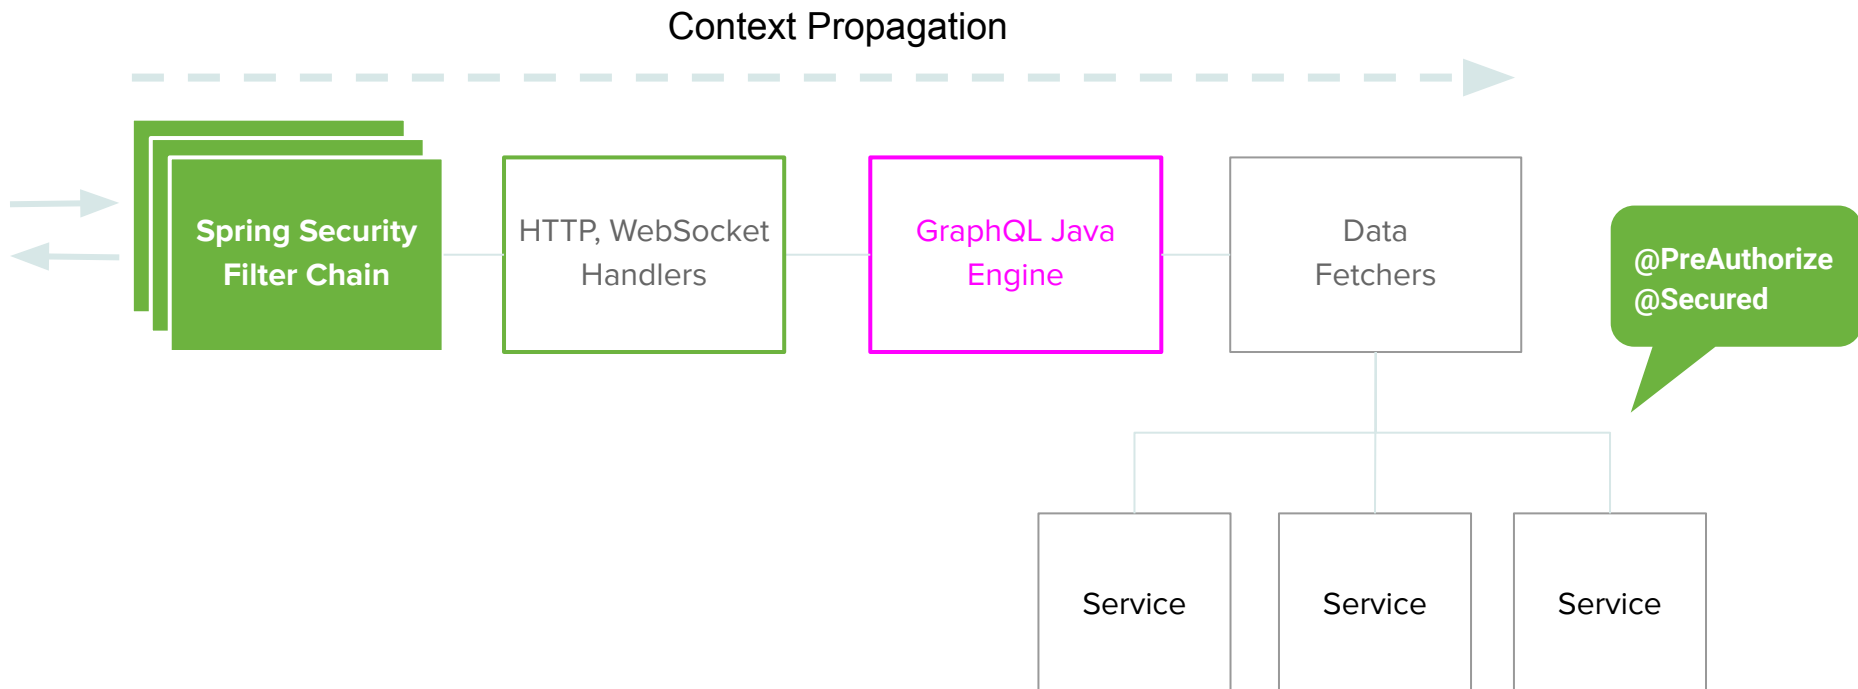 Context Propagation
Spring Security
Filter Chain
HTTP, WebSocket
Handlers
GraphQL Java
Engine
Data
Fetchers
@PreAuthorize
@Secured
Service
Service
Service